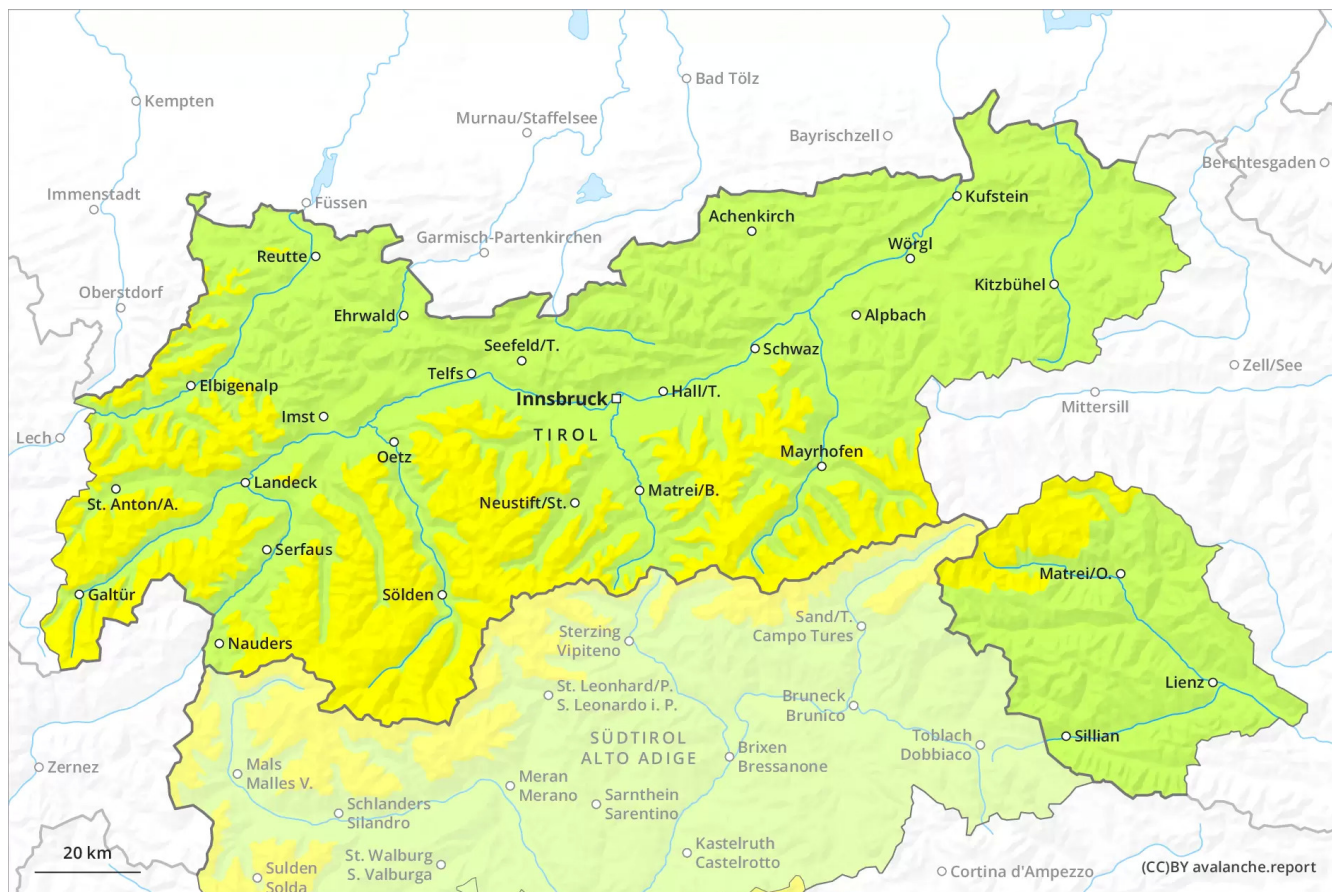 Bad Tölz
Kempten
Murnau/Staffelsee
Bayrischzell
Berchtesgaden
Immenstadt
Füssen
Kufstein
Achenkirch
Garmisch-Partenkirchen
Wörgl
Reutte
Kitzbühel
Oberstdorf
Ehrwald
Alpbach
Seefeld/T.
Schwaz
Zell/See
Telfs
Elbigenalp
Hall/T.
Innsbruck
Mittersill
Imst
TIROL
Lech
Oetz
Mayrhofen
Landeck
Matrei/B.
St. Anton/A.
Neustift/St.
Serfaus
Matrei/O.
Galtür
Sölden
Sand/T.
Campo Tures
Sterzing
Vipiteno
Nauders
Lienz
St. Leonhard/P.
S. Leonardo i. P.
Bruneck
Brunico
Sillian
SÜDTIROL
ALTO ADIGE
Toblach
Dobbiaco
Brixen
Bressanone
Zernez
Mals
Malles V.
Meran
Merano
Sarnthein
Sarentino
Schlanders
Silandro
Kastelruth
Castelrotto
20 km
St. Walburg
S. Valburga
Sulden
Solda
Cortina d'Ampezzo
(CC)BY avalanche.report